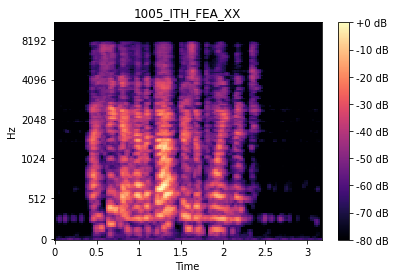 1005_ITH_FEA_XX
+0 dB
8192
-10 dB
4096
-20 dB
-30 dB
2048
Hz
-40 dB
1024
-50 dB
512
-60 dB
-70 dB
0
-80 dB
0 0.5 1 1.5 2 2.5 3
Time